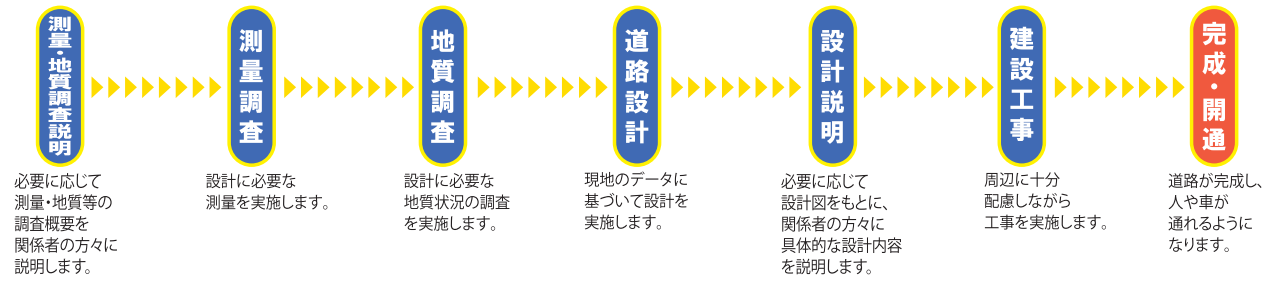 測量・地質調査説明
必要に応じて
測量・地質等の
調査概要を
関係者の方々に
説明します。
測量調査
設計に必要な
測量を実施します。
地質調査
設計に必要な
地質状況の調査
を実施します。
道路設計
現地のデータに
基づいて設計を
実施します。
設計説明
必要に応じて
設計図をもとに、
関係者の方々に
具体的な設計内容
を説明します。
建設工事
周辺に十分
配慮しながら
工事を実施します。
完成・開通
道路が完成し、
人や車が
通れるように
なります。